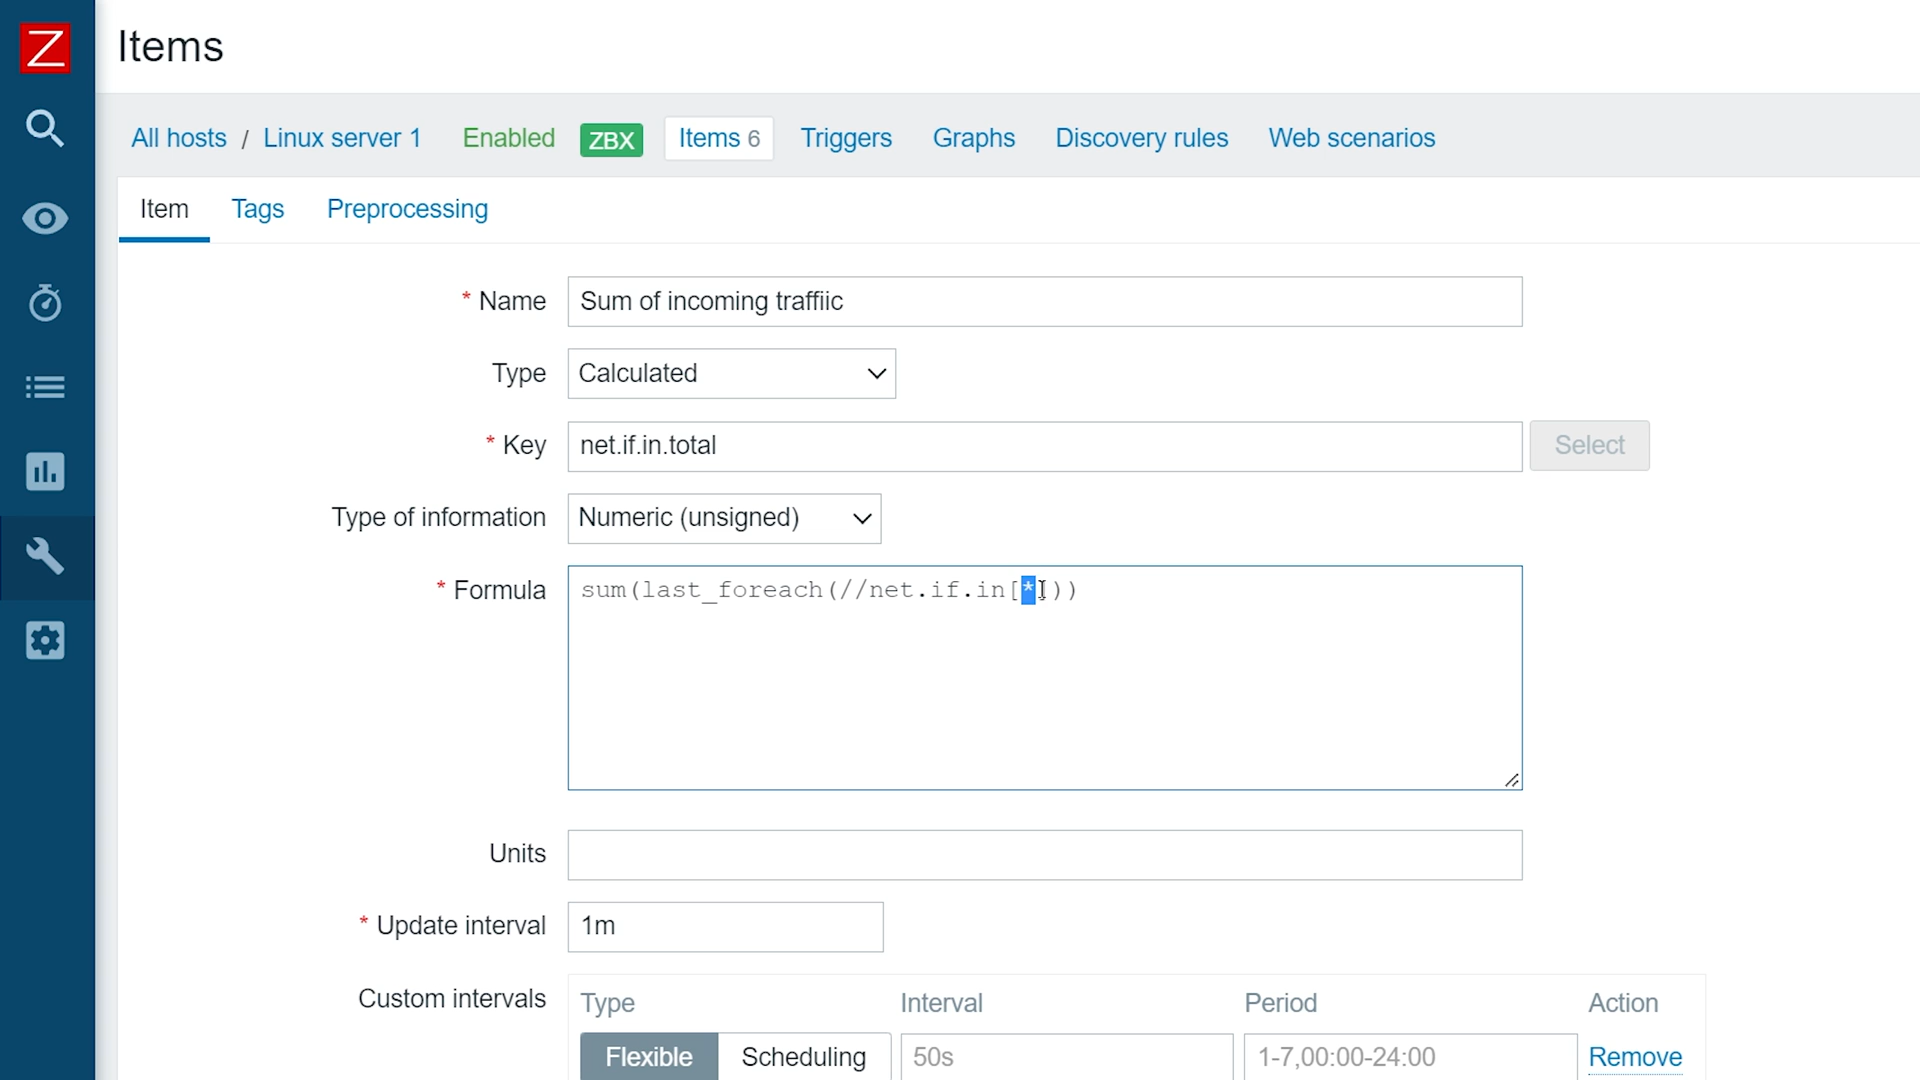 Z
Items
All hosts / Linux server 1 Enabled ZBX Items 6 Triggers Graphs Discovery rules Web scenarios
Item Tags Preprocessing
* Name Sum of incoming traffiic
Type Calculated
* Key net.if.in.total Select
Type of information Numeric (unsigned)
* Formula sum(last_foreach(//net.if.in[*]))
Units
* Update interval 1m
Custom intervals Type Interval Period Action
Flexible Scheduling 50s 1-7,00:00-24:00 Remove